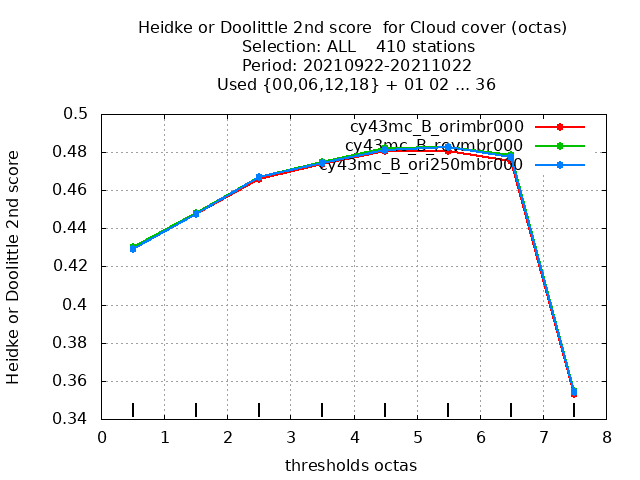 Heidke or Doolittle 2nd score  for Cloud cover (octas)
Selection: ALL    410 stations
Period: 20210922-20211022
Used {00,06,12,18} + 01 02 ... 36
cy43mc_B_orimbr000
cy43mc_B_roymbr000
cy43mc_B_ori250mbr000
Heidke or Doolittle 2nd score
0.5
0.48
0.46
0.44
0.42
0.4
0.38
0.36
0.34
0 1 2 3 4 5 6 7 8
thresholds octas